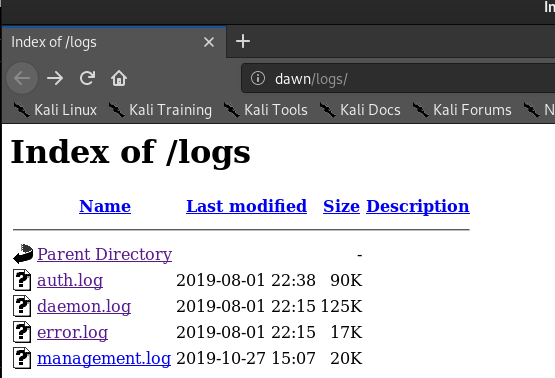 In
Index of /logs
dawn/logs/
Kali Linux Kali Training Kali Tools Kali Docs Kali Forums N
Index of /logs
Name Last modified Size Description
Parent Directory -
auth.log 2019-08-01 22:38 90K
daemon.log 2019-08-01 22:15 125K
error.log 2019-08-01 22:15 17K
management.log 2019-10-27 15:07 20K